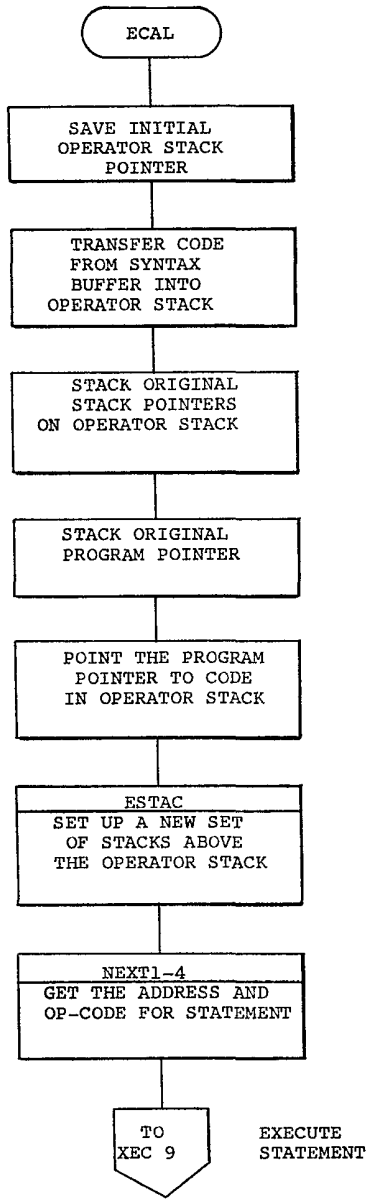 ECAL
SAVE INITIAL
OPERATOR STACK
POINTER
TRANSFER CODE
FROM SYNTAX
BUFFER INTO
OPERATOR STACK
STACK ORIGINAL
STACK POINTERS
ON OPERATOR STACK
STACK ORIGINAL
PROGRAM POINTER
POINT THE PROGRAM
POINTER TO CODE
IN OPERATOR STACK
ESTAC
SET UP A NEW SET
OF STACKS ABOVE
THE OPERATOR STACK
NEXT1-4
GET THE ADDRESS AND
OP-CODE FOR STATEMENT
TO
XEC 9
EXECUTE
STATEMENT